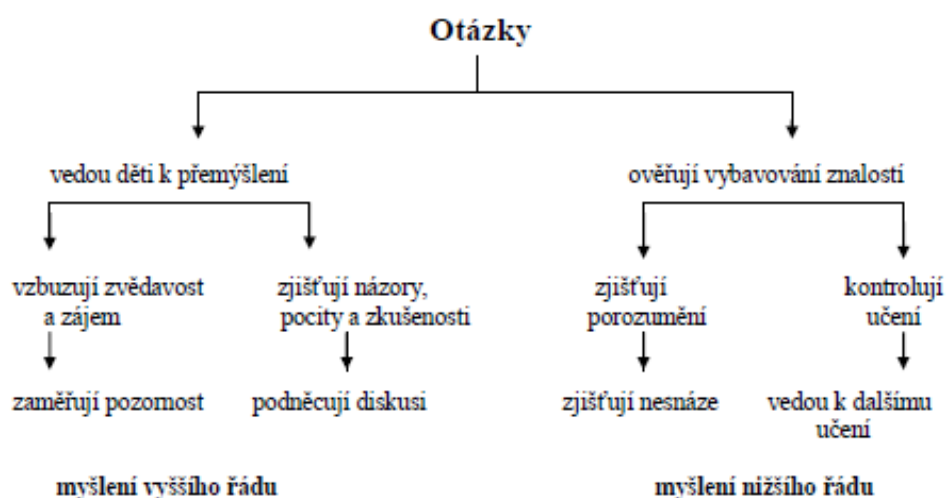 Otázky
vedou děti k přemýšlení
ověřují vybavování znalostí
vzbuzují zvědavost
a zájem
zjišťují názory,
pocity a zkušenosti
zjišťují
porozumění
kontrolují
učení
zaměřují pozornost
podněcují diskusi
zjišťují nesnáze
vedou k dalšímu
učení
myšlení vyššího řádu
myšlení nižšího řádu